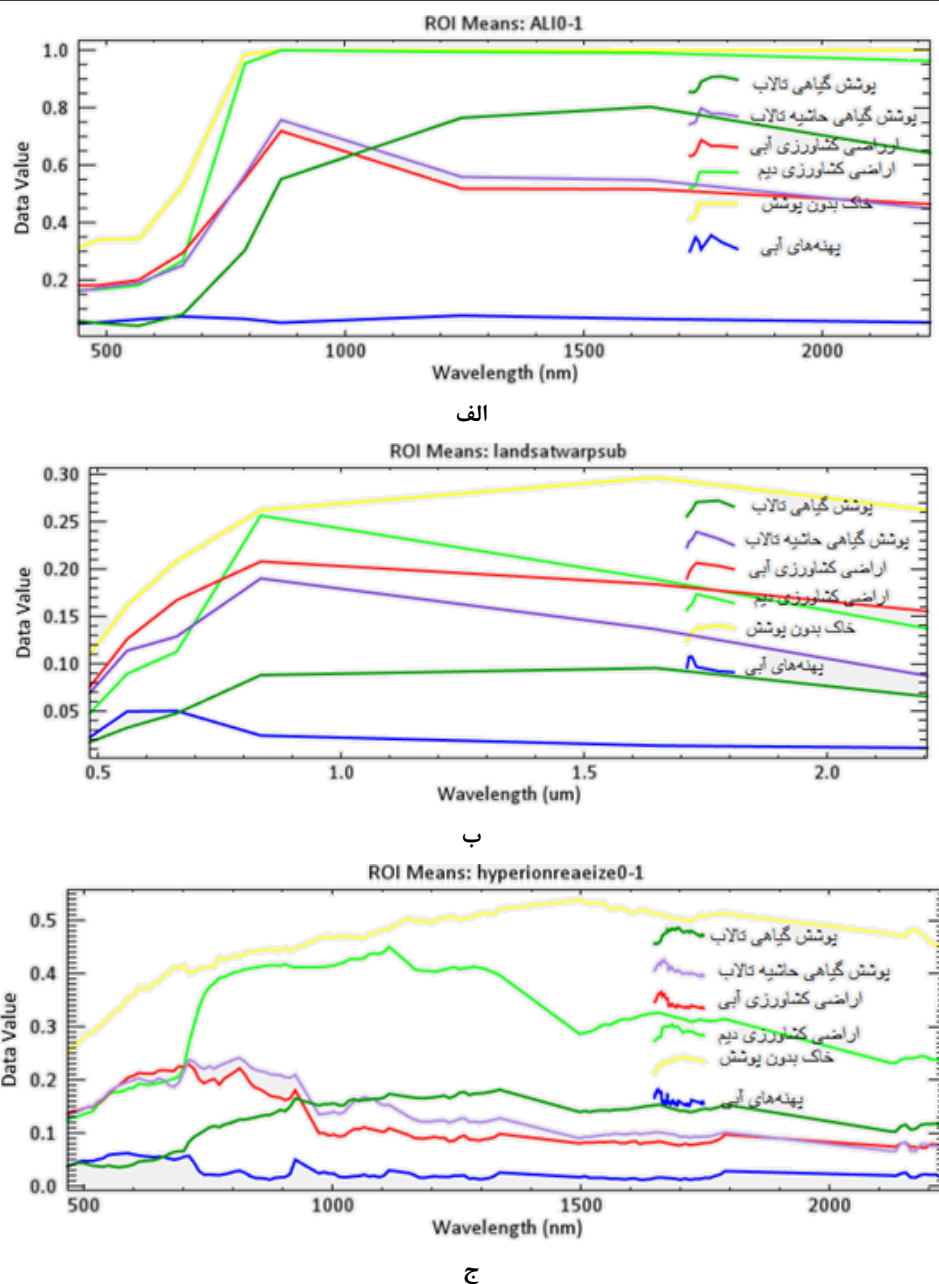 ROI Means: ALI0-1
1.0
0.8
0.6
0.4
0.2
Data Value
پوشش گیاهی تالاب
پوشش گیاهی حاشیه تالاب
اراضی کشاورزی آبی
اراضی کشاورزی دیم
خاک بدون پوشش
پهنه‌های آبی
500 1000 1500 2000
Wavelength (nm)
الف
ROI Means: landsatwarpsub
0.30
0.25
0.20
0.15
0.10
0.05
Data Value
پوشش گیاهی تالاب
پوشش گیاهی حاشیه تالاب
اراضی کشاورزی آبی
اراضی کشاورزی دیم
خاک بدون پوشش
پهنه‌های آبی
0.5 1.0 1.5 2.0
Wavelength (um)
ب
ROI Means: hyperionreaeize0-1
0.5
0.4
0.3
0.2
0.1
0.0
Data Value
پوشش گیاهی تالاب
پوشش گیاهی حاشیه تالاب
اراضی کشاورزی آبی
اراضی کشاورزی دیم
خاک بدون پوشش
پهنه‌های آبی
500 1000 1500 2000
Wavelength (nm)
ج